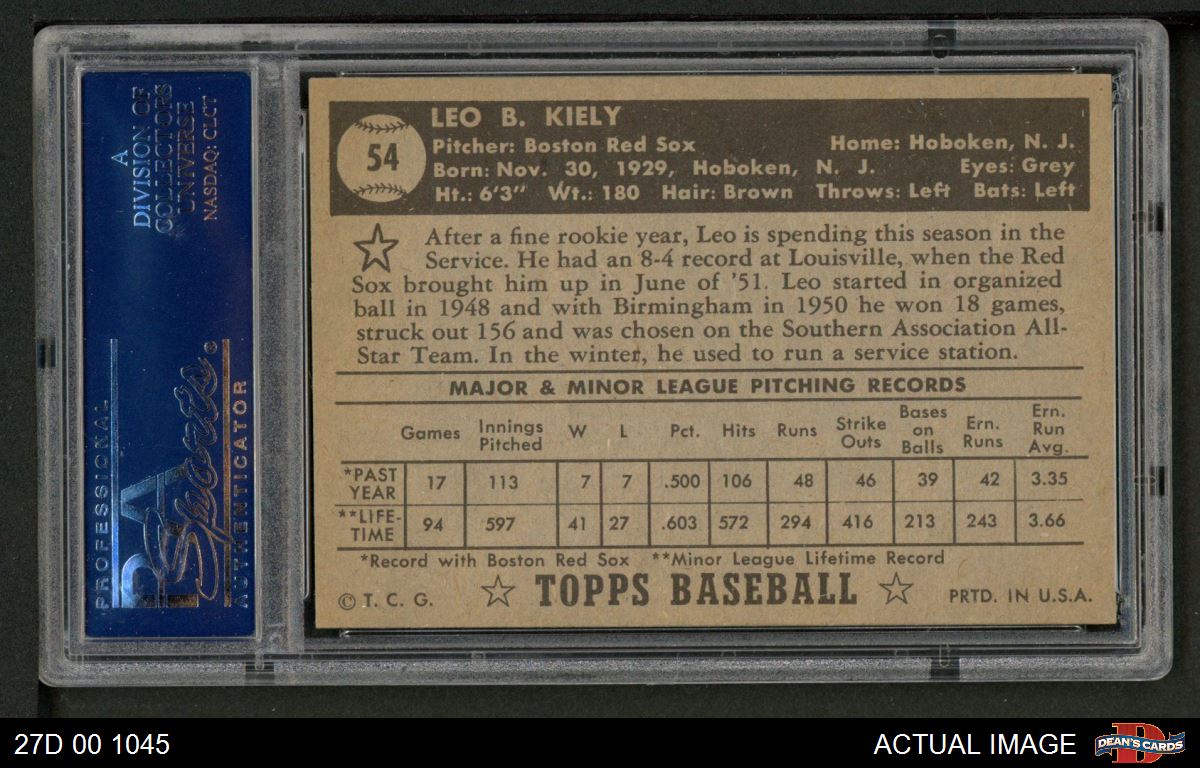 A
DIVISION OF
COLLECTORS
UNIVERSE
NASDAQ: CLCT
PROFESSIONAL
PSA
Sports®
AUTHENTICATOR
54
LEO B. KIELY
Pitcher: Boston Red Sox Home: Hoboken, N. J.
Born: Nov. 30, 1929, Hoboken, N. J. Eyes: Grey
Ht.: 6'3" Wt.: 180 Hair: Brown Throws: Left Bats: Left
After a fine rookie year, Leo is spending this season in the
Service. He had an 8-4 record at Louisville, when the Red
Sox brought him up in June of '51. Leo started in organized
ball in 1948 and with Birmingham in 1950 he won 18 games,
struck out 156 and was chosen on the Southern Association All-
Star Team. In the winter, he used to run a service station.
MAJOR & MINOR LEAGUE PITCHING RECORDS
Games Innings Pitched W L Pct. Hits Runs Strike Outs Bases on Balls Ern. Runs Ern. Run Avg.
*PAST YEAR 17 113 7 7 .500 106 48 46 39 42 3.35
**LIFE-TIME 94 597 41 27 .603 572 294 416 213 243 3.66
*Record with Boston Red Sox **Minor League Lifetime Record
© T. C. G. TOPPS BASEBALL PRTD. IN U.S.A.
27D 00 1045 ACTUAL IMAGE D DEAN'S CARDS